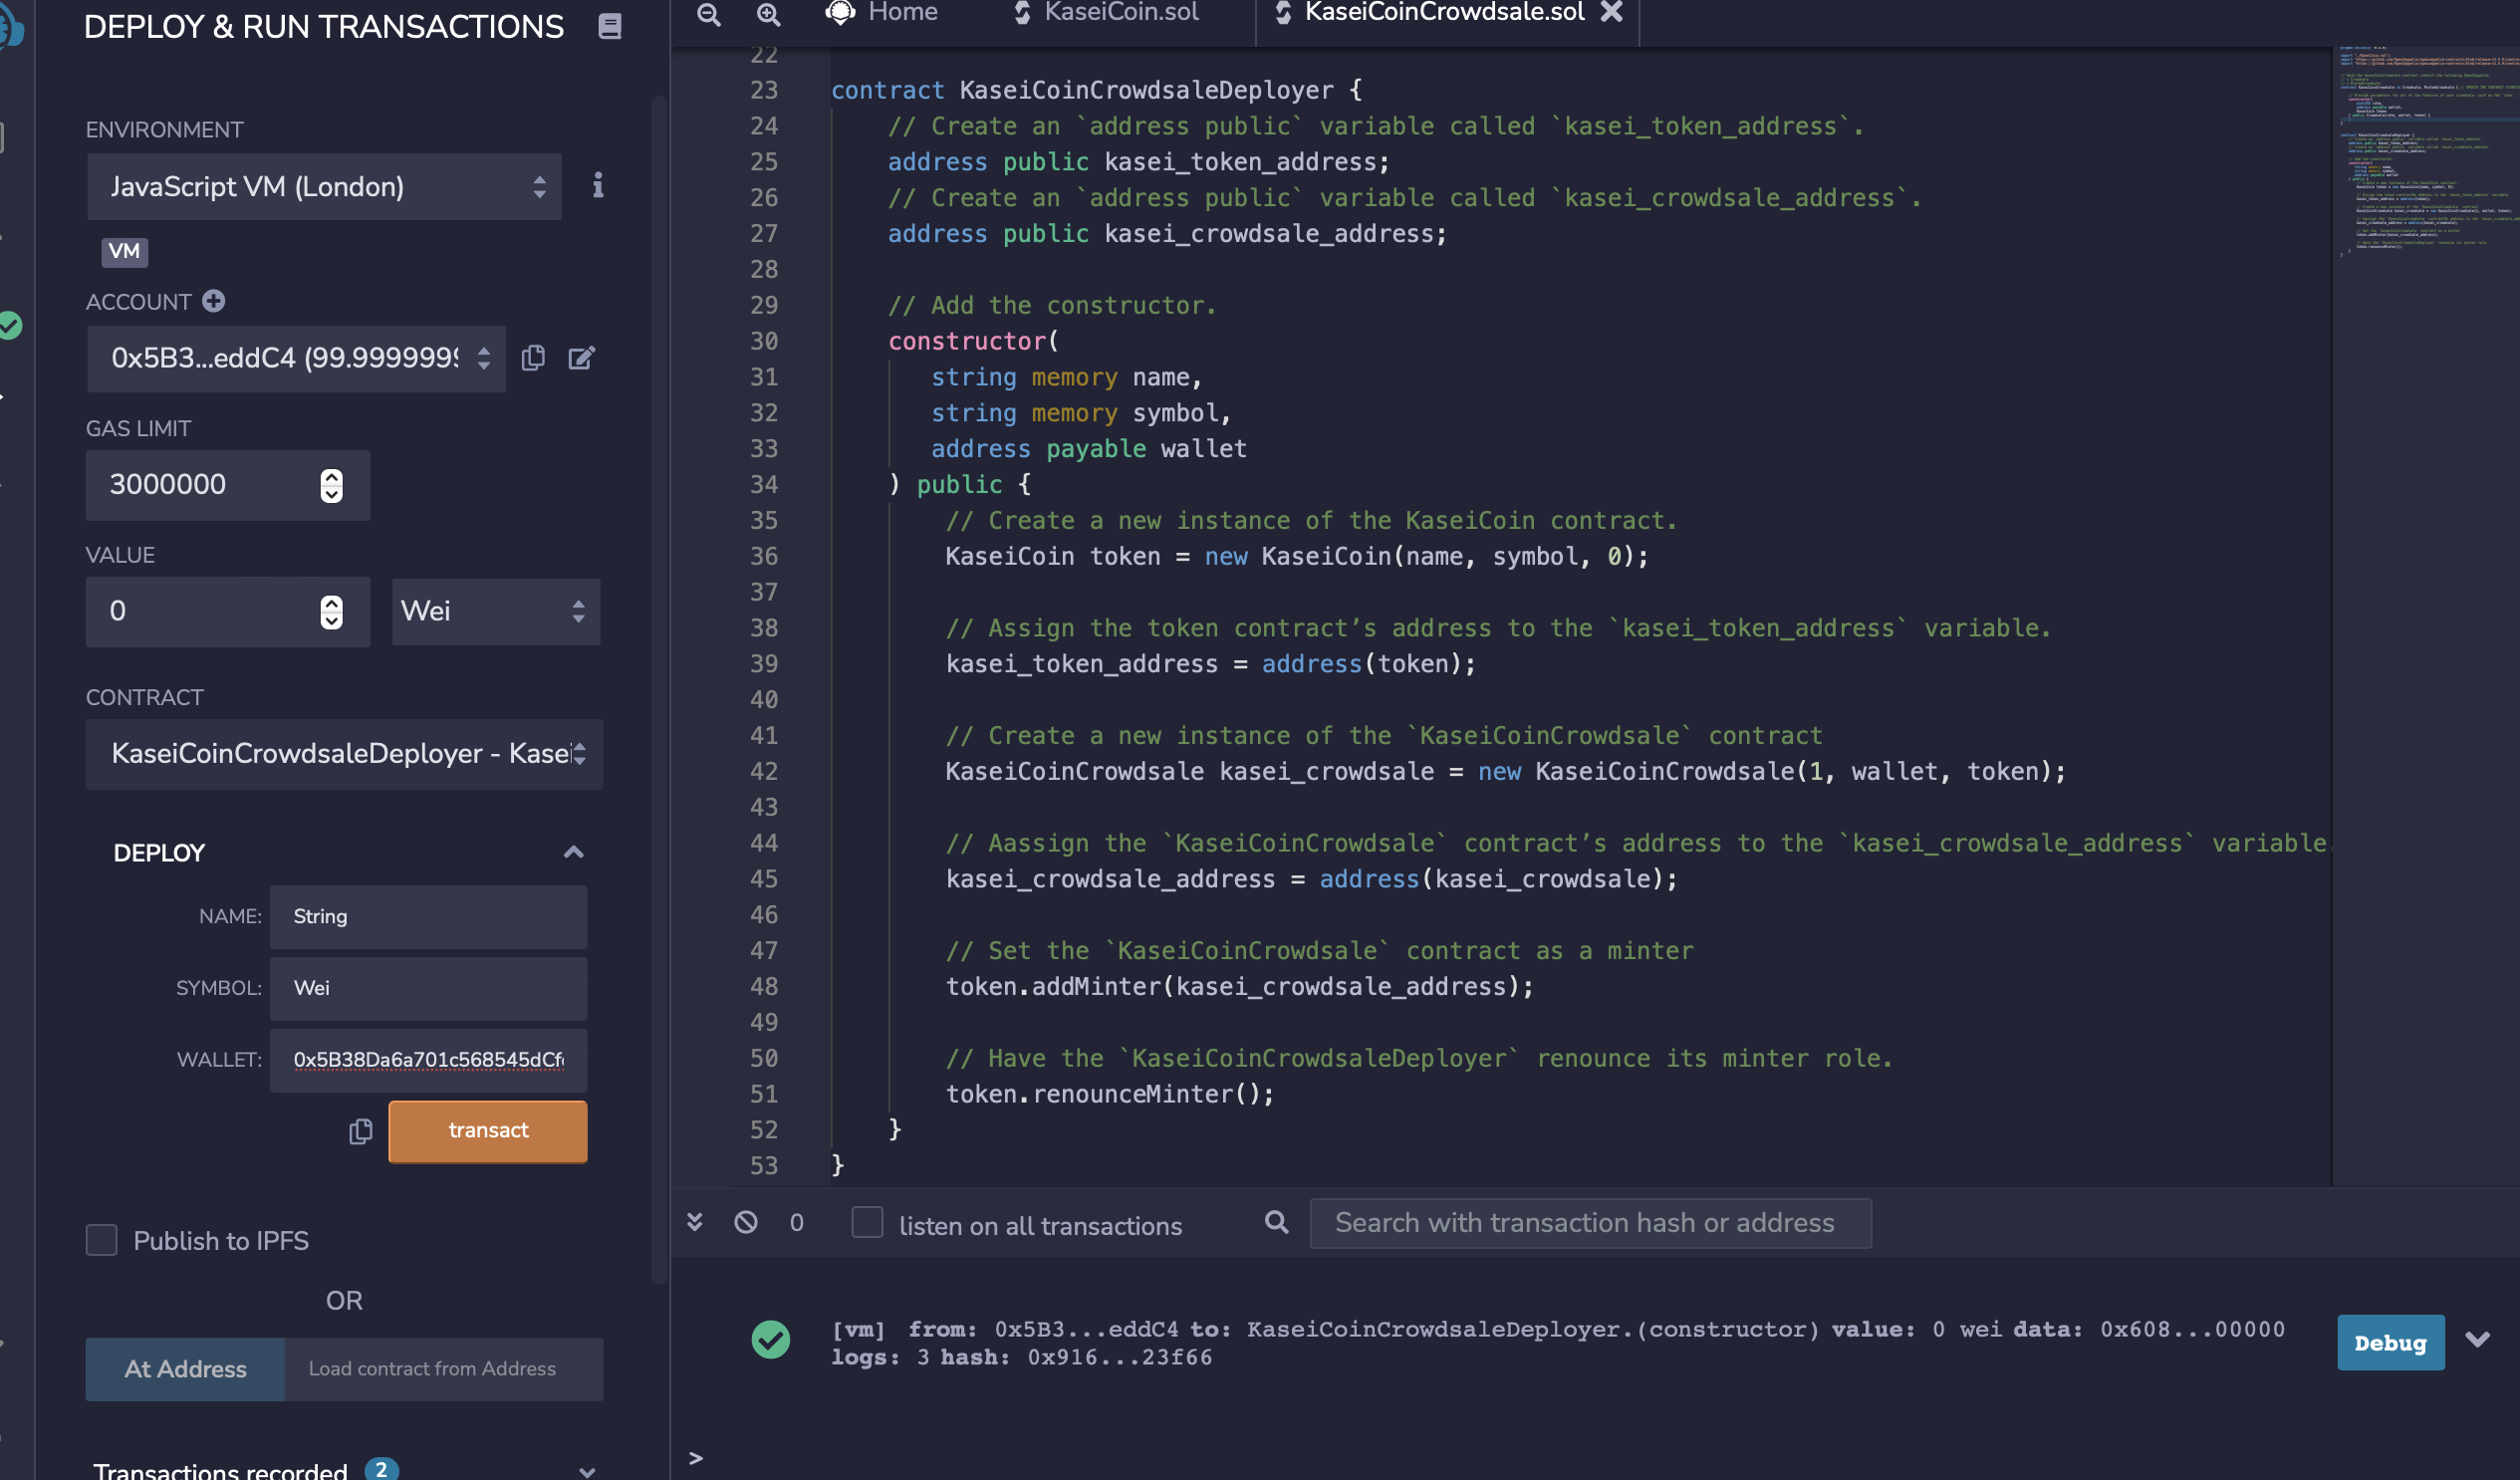 DEPLOY & RUN TRANSACTIONS
ENVIRONMENT
JavaScript VM (London)
VM
ACCOUNT
0x5B3...eddC4 (99.9999999
GAS LIMIT
3000000
VALUE
0
Wei
CONTRACT
KaseiCoinCrowdsaleDeployer - Kasei
DEPLOY
NAME: String
SYMBOL: Wei
WALLET: 0x5B38Da6a701c568545dCf
transact
Publish to IPFS
OR
At Address
Load contract from Address
Transactions recorded 2
Home
KaseiCoin.sol
KaseiCoinCrowdsale.sol
22
23 contract KaseiCoinCrowdsaleDeployer {
24 // Create an `address public` variable called `kasei_token_address`.
25 address public kasei_token_address;
26 // Create an `address public` variable called `kasei_crowdsale_address`.
27 address public kasei_crowdsale_address;
28
29 // Add the constructor.
30 constructor(
31 string memory name,
32 string memory symbol,
33 address payable wallet
34 ) public {
35 // Create a new instance of the KaseiCoin contract.
36 KaseiCoin token = new KaseiCoin(name, symbol, 0);
37
38 // Assign the token contract’s address to the `kasei_token_address` variable.
39 kasei_token_address = address(token);
40
41 // Create a new instance of the `KaseiCoinCrowdsale` contract
42 KaseiCoinCrowdsale kasei_crowdsale = new KaseiCoinCrowdsale(1, wallet, token);
43
44 // Aassign the `KaseiCoinCrowdsale` contract’s address to the `kasei_crowdsale_address` variable.
45 kasei_crowdsale_address = address(kasei_crowdsale);
46
47 // Set the `KaseiCoinCrowdsale` contract as a minter
48 token.addMinter(kasei_crowdsale_address);
49
50 // Have the `KaseiCoinCrowdsaleDeployer` renounce its minter role.
51 token.renounceMinter();
52 }
53 }
0
listen on all transactions
Search with transaction hash or address
[vm] from: 0x5B3...eddC4 to: KaseiCoinCrowdsaleDeployer.(constructor) value: 0 wei data: 0x608...00000
logs: 3 hash: 0x916...23f66
Debug
>